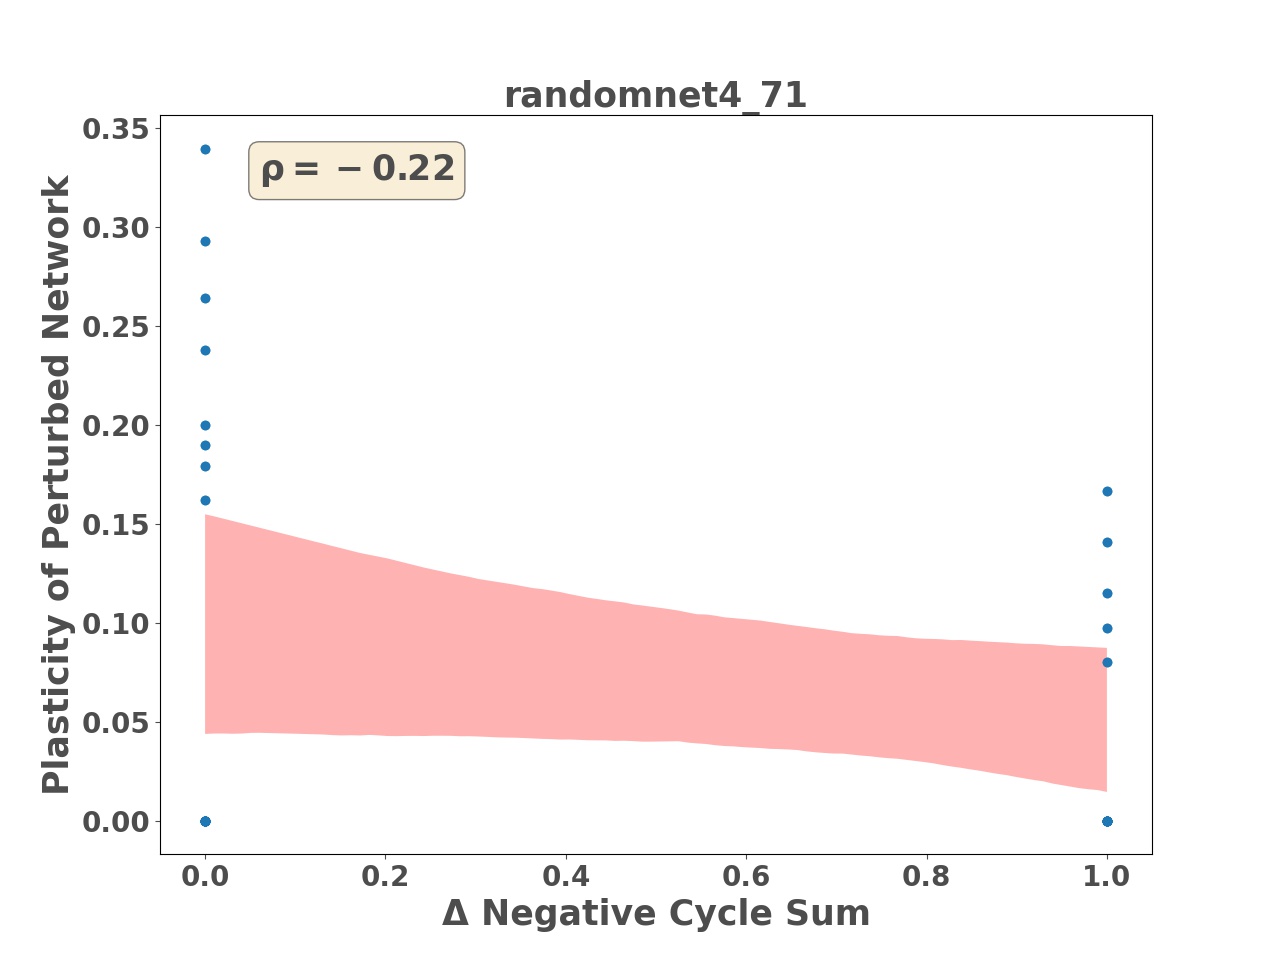 randomnet4_71
ρ = − 0.22
Plasticity of Perturbed Network
0.35
0.30
0.25
0.20
0.15
0.10
0.05
0.00
0.0 0.2 0.4 0.6 0.8 1.0
Δ Negative Cycle Sum